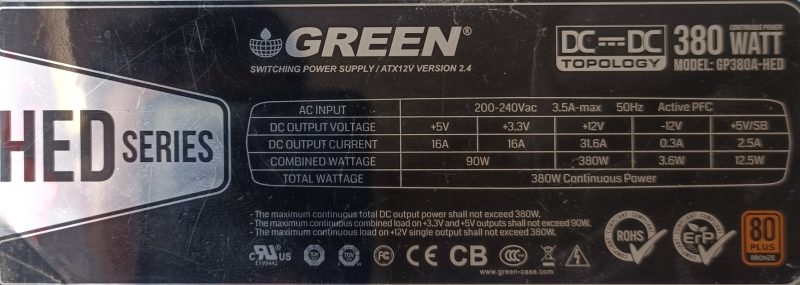 GREEN®
SWITCHING POWER SUPPLY / ATX12V VERSION 2.4
DC DC
TOPOLOGY
CONTINUOUS POWER
380 WATT
MODEL: GP380A-HED
HED SERIES
AC INPUT 200-240Vac 3.5A-max 50Hz Active PFC
DC OUTPUT VOLTAGE +5V +3.3V +12V -12V +5V/SB
DC OUTPUT CURRENT 16A 16A 31.6A 0.3A 2.5A
COMBINED WATTAGE 90W 380W 3.6W 12.5W
TOTAL WATTAGE 380W Continuous Power
- The maximum continuous total DC output power shall not exceed 380W.
- The maximum continuous combined load on +3.3V and +5V outputs shall not exceed 90W.
- The maximum continuous load on +12V single output shall not exceed 380W.
c RU US
E199442
CE CB CCC
www.green-case.com
ROHS
ErP
80
PLUS
BRONZE